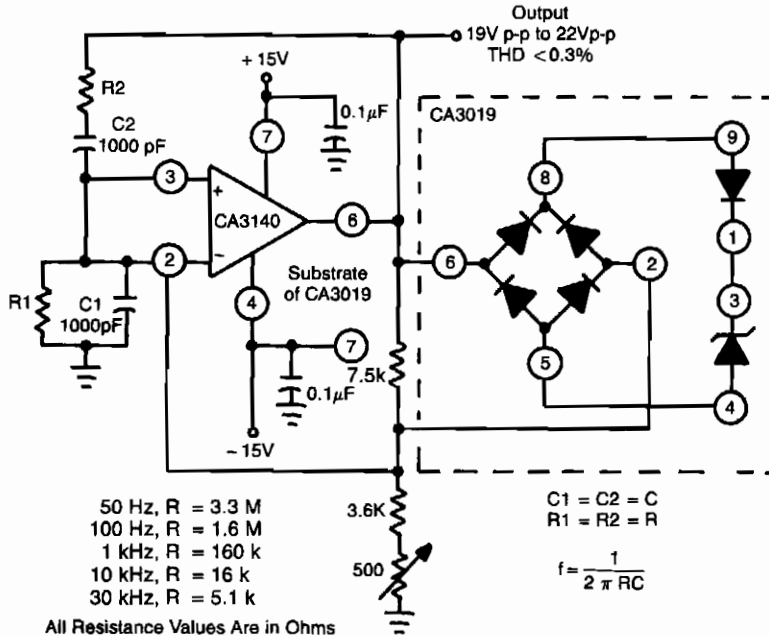 Output
19V p-p to 22Vp-p
THD <0.3%
+15V
R2
0.1μF
CA3019
C2
1000 pF
7
9
3
+
8
CA3140
6
1
2
−
6
2
R1
C1
1000pF
Substrate
of CA3019
4
3
7
5
7.5k
0.1μF
4
−15V
50 Hz, R = 3.3 M
100 Hz, R = 1.6 M
1 kHz, R = 160 k
10 kHz, R = 16 k
30 kHz, R = 5.1 k
All Resistance Values Are in Ohms
3.6K
500
C1 = C2 = C
R1 = R2 = R
f = 1 / 2 π RC